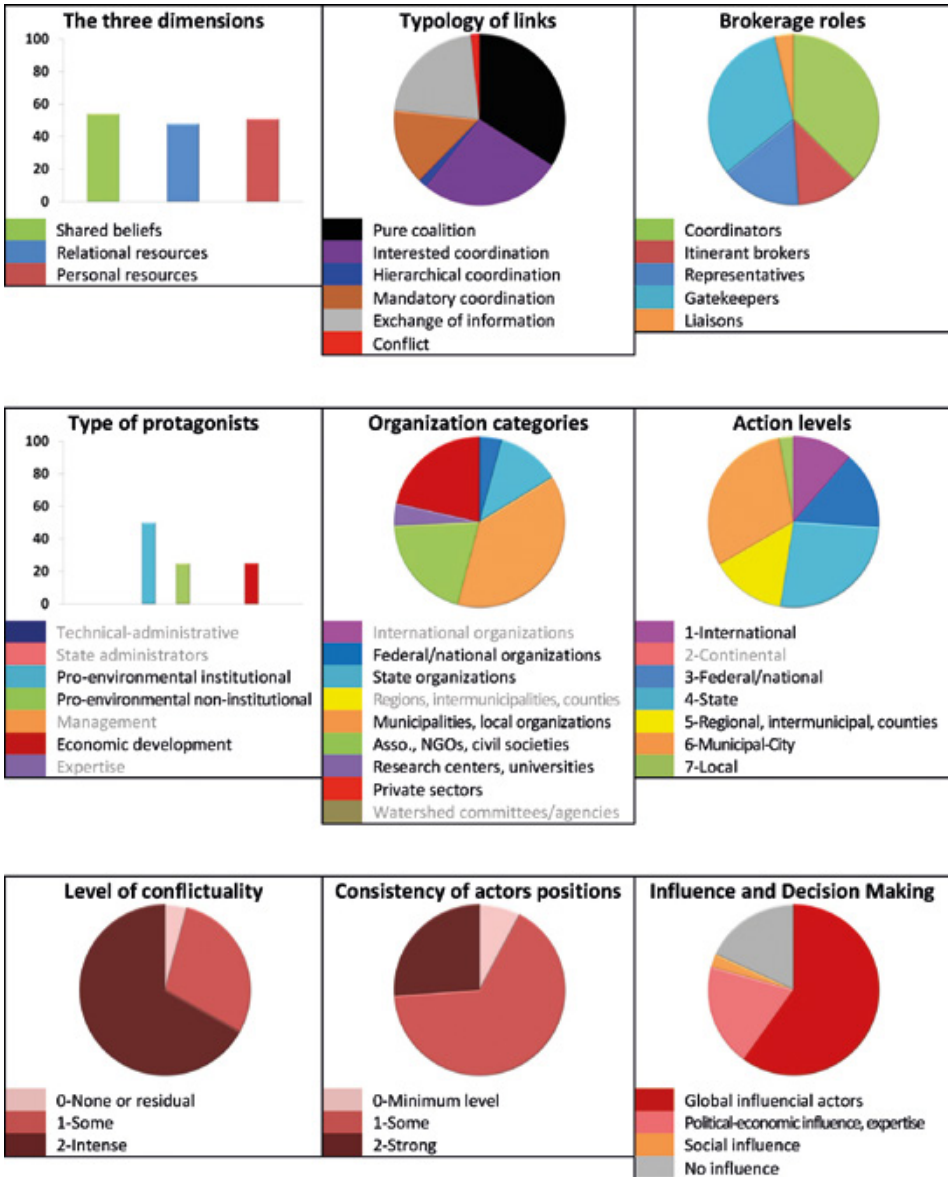 The three dimensions
100
80
60
40
20
0
Shared beliefs
Relational resources
Personal resources
Typology of links
Pure coalition
Interested coordination
Hierarchical coordination
Mandatory coordination
Exchange of information
Conflict
Brokerage roles
Coordinators
Itinerant brokers
Representatives
Gatekeepers
Liaisons
Type of protagonists
100
80
60
40
20
0
Technical-administrative
State administrators
Pro-environmental institutional
Pro-environmental non-institutional
Management
Economic development
Expertise
Organization categories
International organizations
Federal/national organizations
State organizations
Regions, intermunicipalities, counties
Municipalities, local organizations
Asso., NGOs, civil societies
Research centers, universities
Private sectors
Watershed committees/agencies
Action levels
1-International
2-Continental
3-Federal/national
4-State
5-Regional, intermunicipal, counties
6-Municipal-City
7-Local
Level of conflictuality
0-None or residual
1-Some
2-Intense
Consistency of actors positions
0-Minimum level
1-Some
2-Strong
Influence and Decision Making
Global influencial actors
Political-economic influence, expertise
Social influence
No influence